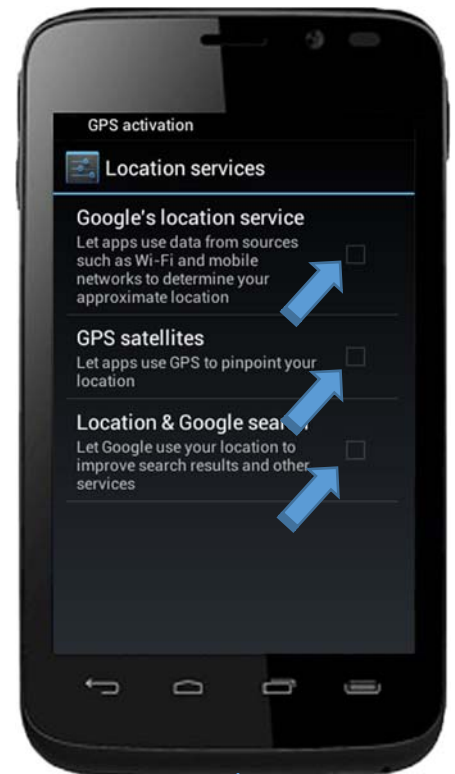 GPS activation
Location services
Google's location service
Let apps use data from sources
such as Wi-Fi and mobile
networks to determine your
approximate location
GPS satellites
Let apps use GPS to pinpoint your
location
Location & Google search
Let Google use your location to
improve search results and other
services